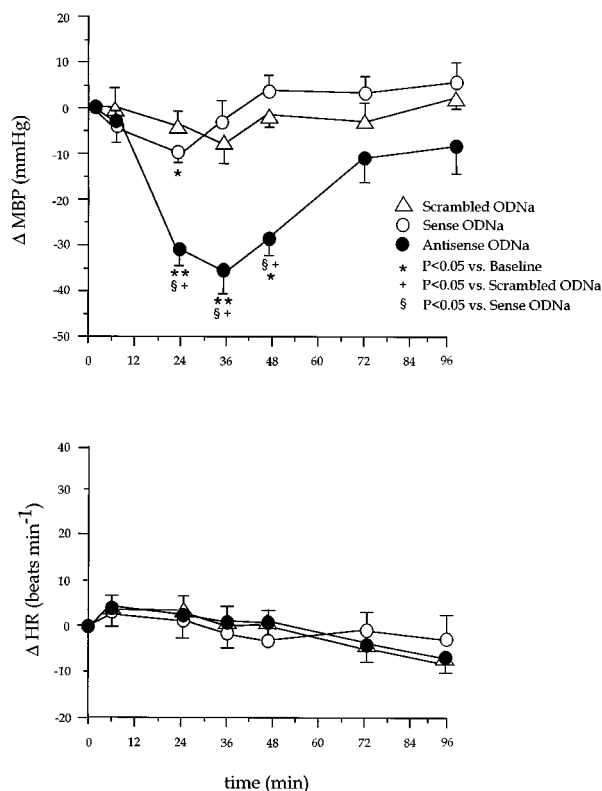 20
10
0
-10
-20
-30
-40
-50
Δ MBP (mmHg)
*
** 
§ +
**
§ +
§ +
*
Scrambled ODNa
Sense ODNa
Antisense ODNa
* P<0.05 vs. Baseline
+ P<0.05 vs. Scrambled ODNa
§ P<0.05 vs. Sense ODNa
0 12 24 36 48 60 72 84 96
40
30
20
10
0
-10
-20
Δ HR (beats min⁻¹)
0 12 24 36 48 60 72 84 96
time (min)